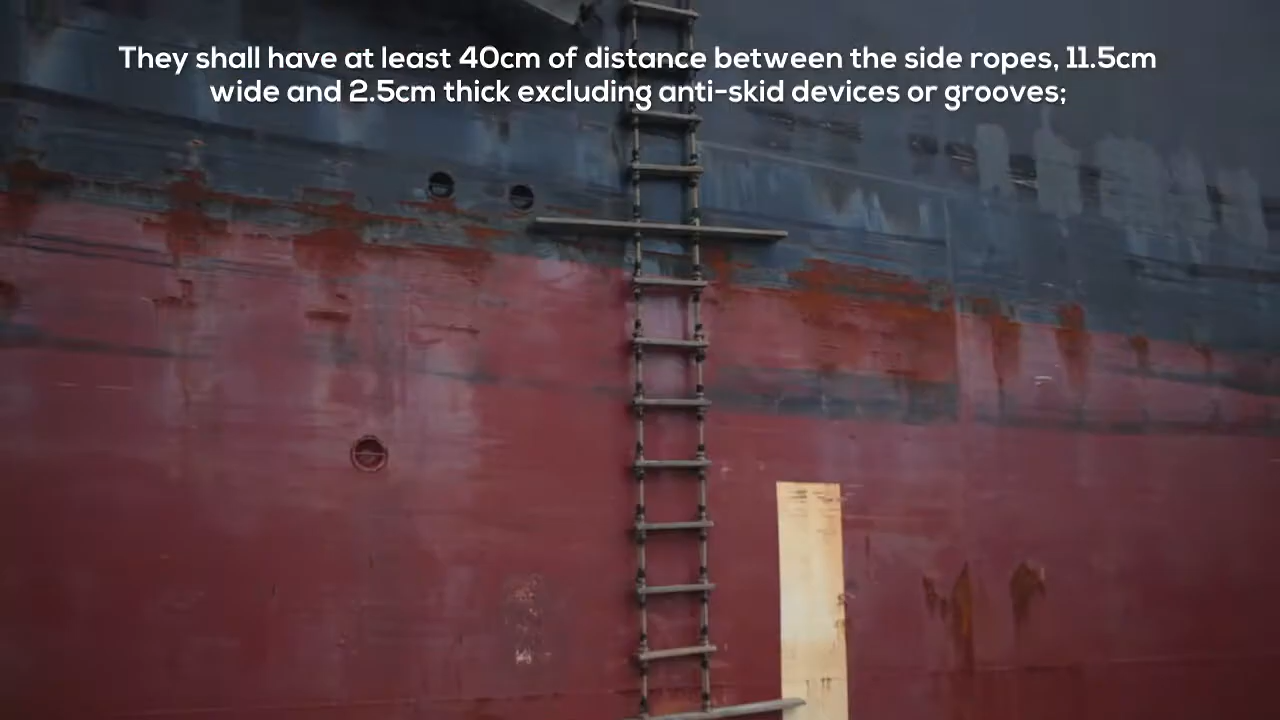 They shall have at least 40cm of distance between the side ropes, 11.5cm
wide and 2.5cm thick excluding anti-skid devices or grooves;